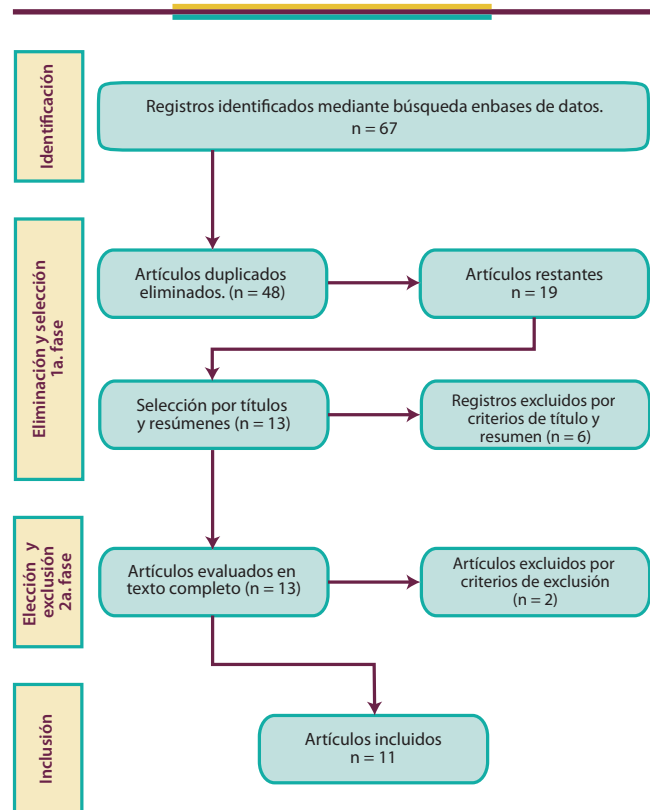 Identificación
Registros identificados mediante búsqueda enbases de datos.
n = 67
Eliminación y selección
1a. fase
Artículos duplicados
eliminados. (n = 48)
Artículos restantes
n = 19
Selección por títulos
y resúmenes (n = 13)
Registros excluidos por
criterios de título y
resumen (n = 6)
Elección y
exclusión
2a. fase
Artículos evaluados en
texto completo (n = 13)
Artículos excluidos por
criterios de exclusión
(n = 2)
Inclusión
Artículos incluidos
n = 11